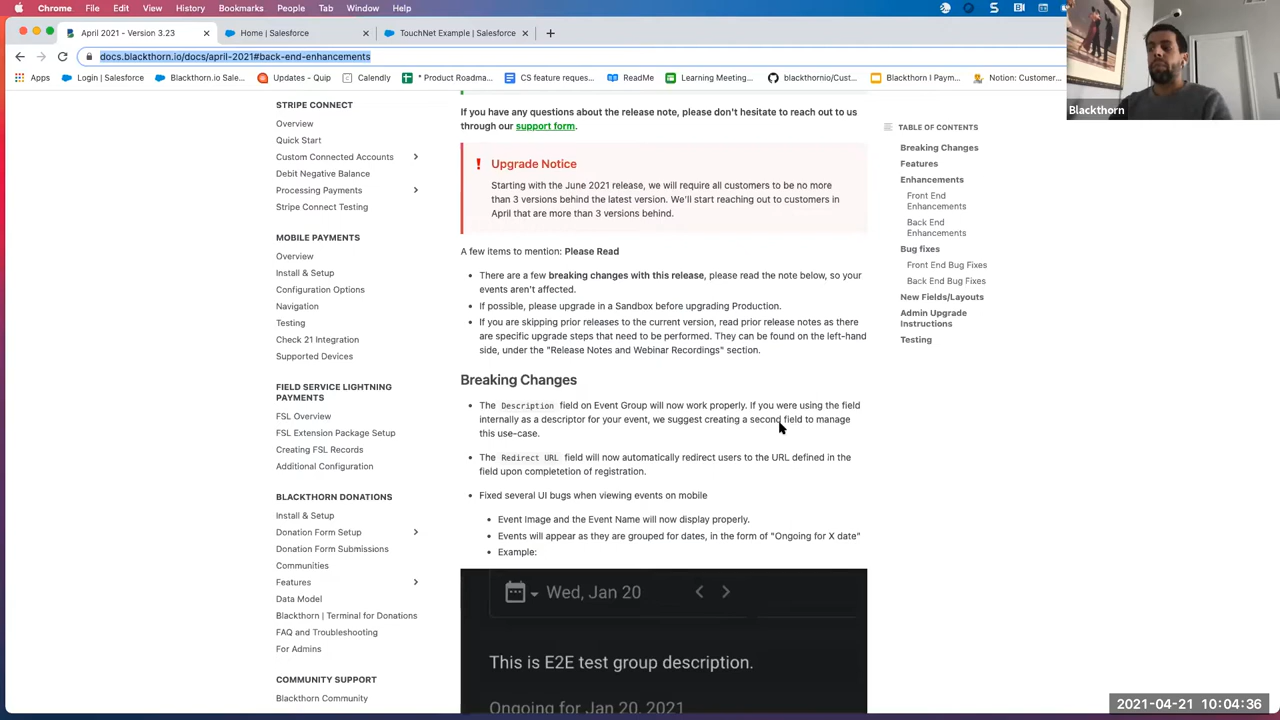 Chrome File Edit View History Bookmarks People Tab Window Help
April 2021 - Version 3.23
Home | Salesforce
TouchNet Example | Salesforce
docs.blackthorn.io/docs/april-2021#back-end-enhancements
Apps Login | Salesforce Blackthorn.io Sale... Updates - Quip Calendly * Product Roadma... CS feature reques... ReadMe Learning Meeting... blackthornio/Cust... Blackthorn | Paym... Notion: Customer...
Blackthorn
STRIPE CONNECT
Overview
Quick Start
Custom Connected Accounts
Debit Negative Balance
Processing Payments
Stripe Connect Testing
MOBILE PAYMENTS
Overview
Install & Setup
Configuration Options
Navigation
Testing
Check 21 Integration
Supported Devices
FIELD SERVICE LIGHTNING
PAYMENTS
FSL Overview
FSL Extension Package Setup
Creating FSL Records
Additional Configuration
BLACKTHORN DONATIONS
Install & Setup
Donation Form Setup
Donation Form Submissions
Communities
Features
Data Model
Blackthorn | Terminal for Donations
FAQ and Troubleshooting
For Admins
COMMUNITY SUPPORT
Blackthorn Community
If you have any questions about the release note, please don't hesitate to reach out to us
through our support form.
Upgrade Notice
Starting with the June 2021 release, we will require all customers to be no more
than 3 versions behind the latest version. We'll start reaching out to customers in
April that are more than 3 versions behind.
A few items to mention: Please Read
There are a few breaking changes with this release, please read the note below, so your
events aren't affected.
If possible, please upgrade in a Sandbox before upgrading Production.
If you are skipping prior releases to the current version, read prior release notes as there
are specific upgrade steps that need to be performed. They can be found on the left-hand
side, under the "Release Notes and Webinar Recordings" section.
Breaking Changes
The Description field on Event Group will now work properly. If you were using the field
internally as a descriptor for your event, we suggest creating a second field to manage
this use-case.
The Redirect URL field will now automatically redirect users to the URL defined in the
field upon completetion of registration.
Fixed several UI bugs when viewing events on mobile
Event Image and the Event Name will now display properly.
Events will appear as they are grouped for dates, in the form of "Ongoing for X date"
Example:
Wed, Jan 20
This is E2E test group description.
Ongoing for Jan 20, 2021
TABLE OF CONTENTS
Breaking Changes
Features
Enhancements
Front End
Enhancements
Back End
Enhancements
Bug fixes
Front End Bug Fixes
Back End Bug Fixes
New Fields/Layouts
Admin Upgrade
Instructions
Testing
2021-04-21 10:04:36